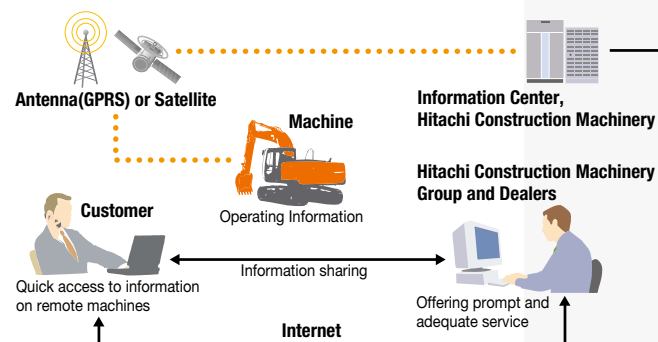 Antenna(GPRS) or Satellite
Information Center,
Hitachi Construction Machinery
Machine
Operating Information
Hitachi Construction Machinery
Group and Dealers
Customer
Information sharing
Quick access to information
on remote machines
Offering prompt and
adequate service
Internet